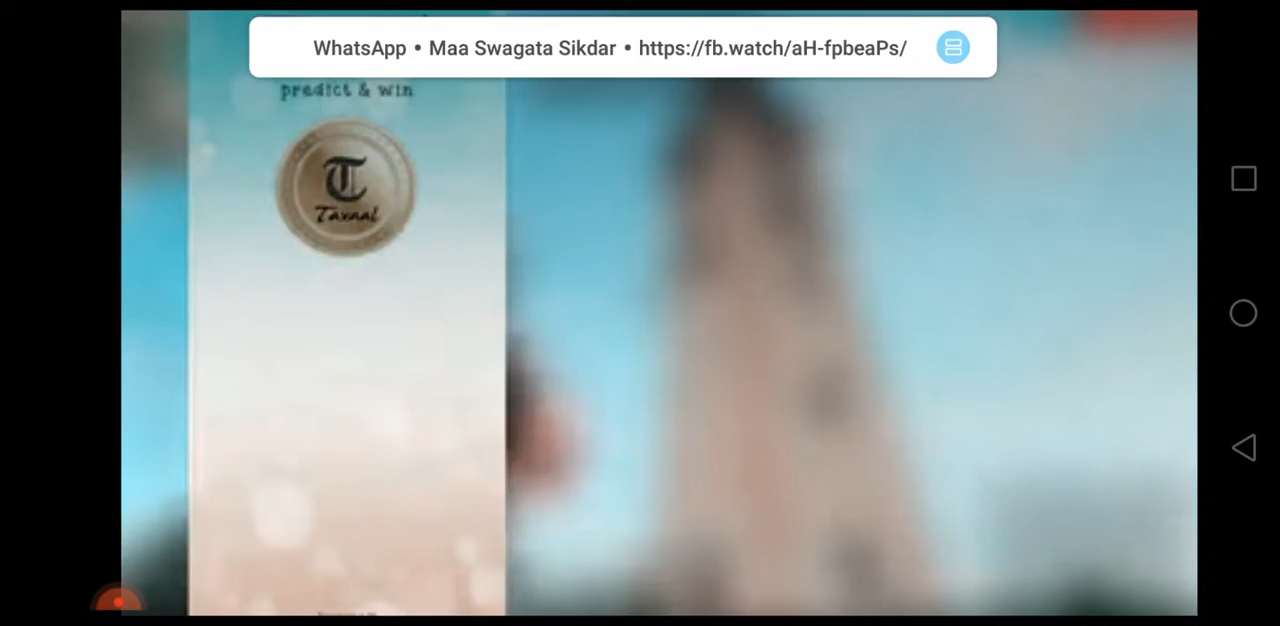 WhatsApp • Maa Swagata Sikdar • https://fb.watch/aH-fpbeaPs/
predict & win
T
Taxaal